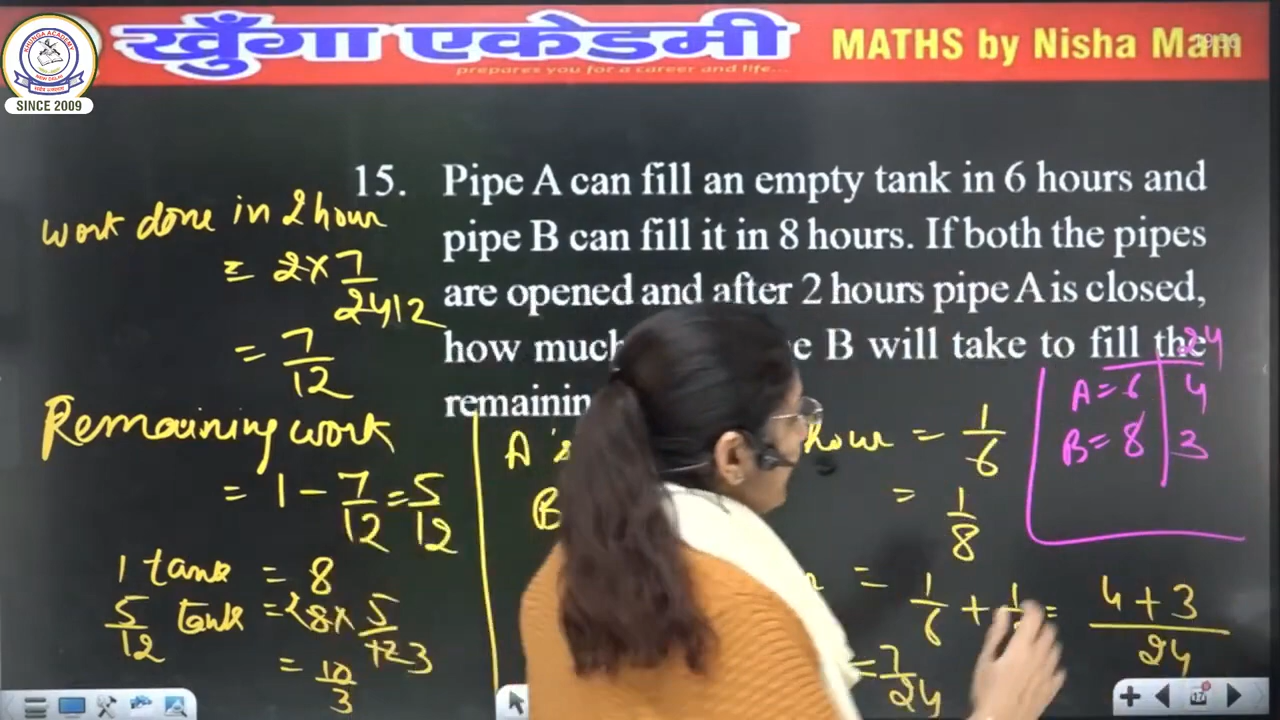 खुँगा एकेडमी
MATHS by Nisha Mam
prepares you for a career and life...
SINCE 2009
15. Pipe A can fill an empty tank in 6 hours and
pipe B can fill it in 8 hours. If both the pipes
are opened and after 2 hours pipe A is closed,
how much e B will take to fill the
remainin
work done in 2 hour
= 2 × 7/24 12
= 7/12
Remaining work
= 1 - 7/12 = 5/12
1 tank = 8
5/12 tank = 2 8 × 5/12 3
= 10/3
A's hour = 1/6
B = 1/8
= 1/6 + 1 = 4+3/24
= 7/24
24
A = 6 4
B = 8 3